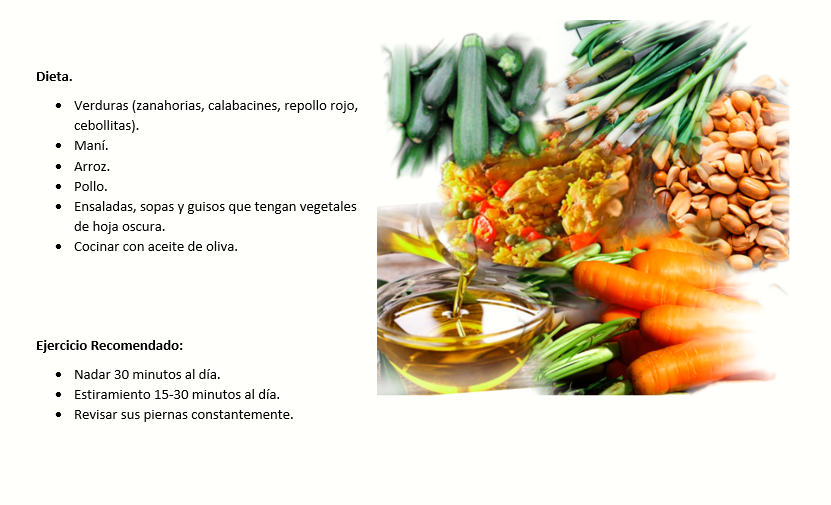 Dieta.
• Verduras (zanahorias, calabacines, repollo rojo,
cebollitas).
• Maní.
• Arroz.
• Pollo.
• Ensaladas, sopas y guisos que tengan vegetales
de hoja oscura.
• Cocinar con aceite de oliva.
Ejercicio Recomendado:
• Nadar 30 minutos al día.
• Estiramiento 15-30 minutos al día.
• Revisar sus piernas constantemente.